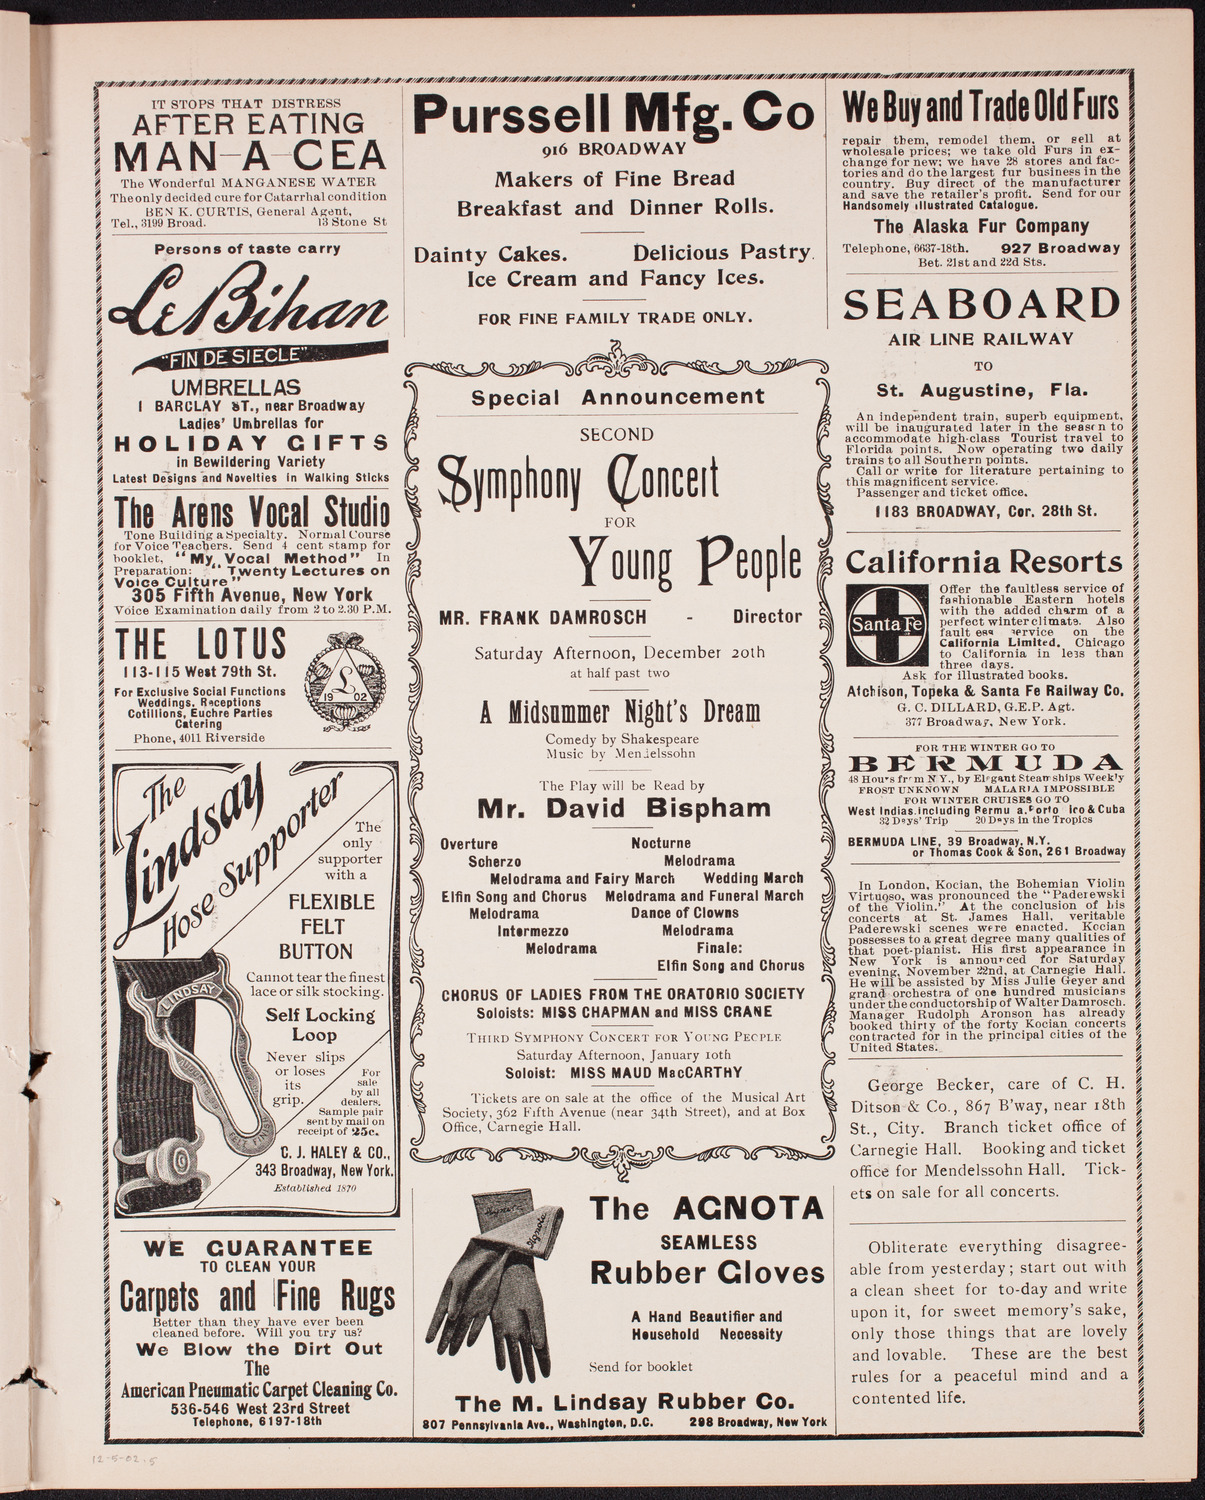 IT STOPS THAT DISTRESS
AFTER EATING
MAN-A-CEA
The Wonderful MANGANESE WATER
The only decided cure for Catarrhal condition
BEN K. CURTIS, General Agent,
Tel., 3199 Broad. 13 Stone St
Persons of taste carry
Le Bihan
"FIN DE SIECLE"
UMBRELLAS
1 BARCLAY ST., near Broadway
Ladies' Umbrellas for
HOLIDAY GIFTS
in Bewildering Variety
Latest Designs and Novelties in Walking Sticks
The Arens Vocal Studio
Tone Building a Specialty. Normal Course
for Voice Teachers. Send 4 cent stamp for
booklet, "My Vocal Method" In
Preparation: "Twenty Lectures on
Voice Culture"
305 Fifth Avenue, New York
Voice Examination daily from 2 to 2.30 P.M.
THE LOTUS
113-115 West 79th St.
For Exclusive Social Functions
Weddings, Receptions
Cotillions, Euchre Parties
Catering
Phone, 4011 Riverside
L
19 02
The
Lindsay
Hose Supporter
The
only
supporter
with a
FLEXIBLE
FELT
BUTTON
Cannot tear the finest
lace or silk stocking.
Self Locking
Loop
Never slips
or loses
its
grip.
For
sale
by all
dealers.
Sample pair
sent by mail on
receipt of 25c.
LINDSAY
C. J. HALEY & CO.,
343 Broadway, New York.
Established 1870
WE GUARANTEE
TO CLEAN YOUR
Carpets and Fine Rugs
Better than they have ever been
cleaned before. Will you try us?
We Blow the Dirt Out
The
American Pneumatic Carpet Cleaning Co.
536-546 West 23rd Street
Telephone, 6197-18th
Purssell Mfg. Co
916 BROADWAY
Makers of Fine Bread
Breakfast and Dinner Rolls.
Dainty Cakes. Delicious Pastry.
Ice Cream and Fancy Ices.
FOR FINE FAMILY TRADE ONLY.
Special Announcement
SECOND
Symphony Concert
FOR
Young People
MR. FRANK DAMROSCH - Director
Saturday Afternoon, December 20th
at half past two
A Midsummer Night's Dream
Comedy by Shakespeare
Music by Mendelssohn
The Play will be Read by
Mr. David Bispham
Overture Nocturne
Scherzo Melodrama
Melodrama and Fairy March Wedding March
Elfin Song and Chorus Melodrama and Funeral March
Melodrama Dance of Clowns
Intermezzo Melodrama
Melodrama Finale:
Elfin Song and Chorus
CHORUS OF LADIES FROM THE ORATORIO SOCIETY
Soloists: MISS CHAPMAN and MISS CRANE
THIRD SYMPHONY CONCERT FOR YOUNG PEOPLE
Saturday Afternoon, January 10th
Soloist: MISS MAUD MacCARTHY
Tickets are on sale at the office of the Musical Art
Society, 362 Fifth Avenue (near 34th Street), and at Box
Office, Carnegie Hall.
Agnota
The AGNOTA
SEAMLESS
Rubber Gloves
A Hand Beautifier and
Household Necessity
Send for booklet
The M. Lindsay Rubber Co.
807 Pennsylvania Ave., Washington, D.C. 298 Broadway, New York
We Buy and Trade Old Furs
repair them, remodel them, or sell at
wholesale prices; we take old Furs in ex-
change for new; we have 28 stores and fac-
tories and do the largest fur business in the
country. Buy direct of the manufacturer
and save the retailer's profit. Send for our
Handsomely illustrated Catalogue.
The Alaska Fur Company
Telephone, 6637-18th. 927 Broadway
Bet. 21st and 22d Sts.
SEABOARD
AIR LINE RAILWAY
TO
St. Augustine, Fla.
An independent train, superb equipment,
will be inaugurated later in the season to
accommodate high-class Tourist travel to
Florida points. Now operating two daily
trains to all Southern points.
Call or write for literature pertaining to
this magnificent service.
Passenger and ticket office.
1183 BROADWAY, Cor. 28th St.
California Resorts
Santa Fe
Offer the faultless service of
fashionable Eastern hotels
with the added charm of a
perfect winter climate. Also
faultless service on the
California Limited, Chicago
to California in less than
three days.
Ask for illustrated books.
Atchison, Topeka & Santa Fe Railway Co.
G. C. DILLARD, G.E.P. Agt.
377 Broadway, New York.
FOR THE WINTER GO TO
BERMUDA
48 Hours from N.Y., by Elegant Steamships Weekly
FROST UNKNOWN MALARIA IMPOSSIBLE
FOR WINTER CRUISES GO TO
West Indias, including Bermuda, Porto Rico & Cuba
32 Days' Trip 20 Days in the Tropics
BERMUDA LINE, 39 Broadway, N.Y.
or Thomas Cook & Son, 261 Broadway
In London, Kocian, the Bohemian Violin
Virtuoso, was pronounced the "Paderewski
of the Violin." At the conclusion of his
concerts at St. James Hall, veritable
Paderewski scenes were enacted. Kocian
possesses to a great degree many qualities of
that poet-pianist. His first appearance in
New York is announced for Saturday
evening, November 22nd, at Carnegie Hall.
He will be assisted by Miss Julie Geyer and
grand orchestra of one hundred musicians
under the conductorship of Walter Damrosch.
Manager Rudolph Aronson has already
booked thirty of the forty Kocian concerts
contracted for in the principal cities of the
United States.
George Becker, care of C. H.
Ditson & Co., 867 B'way, near 18th
St., City. Branch ticket office of
Carnegie Hall. Booking and ticket
office for Mendelssohn Hall. Tick-
ets on sale for all concerts.
Obliterate everything disagree-
able from yesterday; start out with
a clean sheet for to-day and write
upon it, for sweet memory's sake,
only those things that are lovely
and lovable. These are the best
rules for a peaceful mind and a
contented life.
12-5-02-5